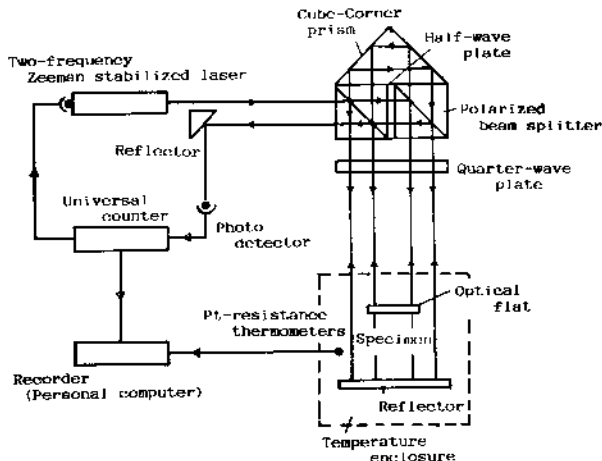 Cube-Corner
prism
Half-wave
plate
Two-frequency
Zeeman stabilized laser
Polarized
beam splitter
Reflector
Quarter-wave
plate
Universal
counter
Photo
detector
Optical
flat
Pt-resistance
thermometers
Specimen
Recorder
(Personal computer)
Reflector
Temperature
enclosure